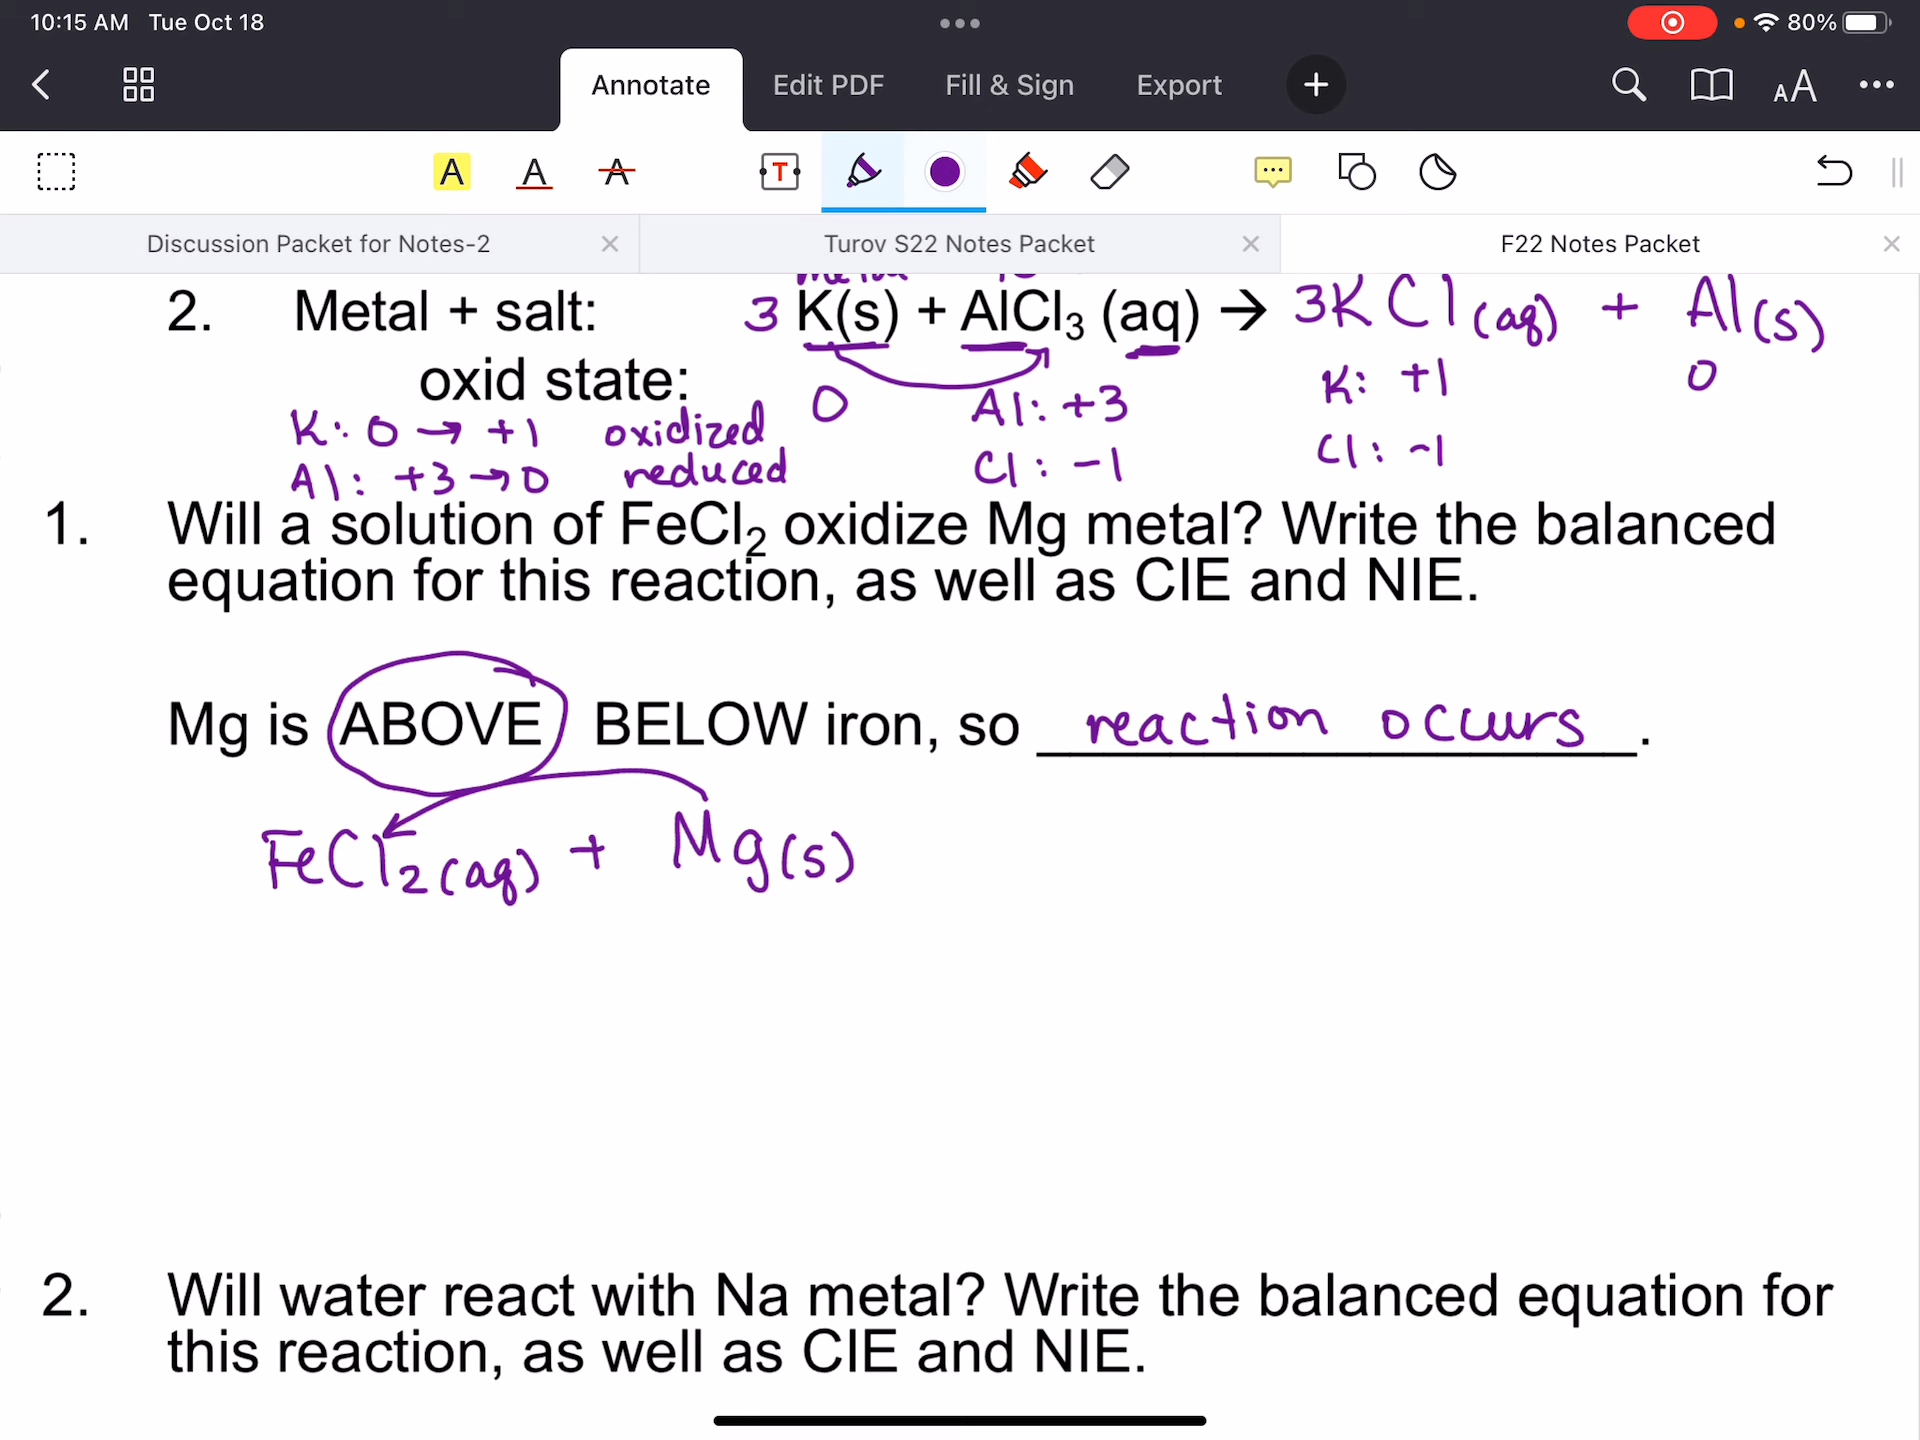 10:15 AM Tue Oct 18
80%
Annotate Edit PDF Fill & Sign Export
A A A T AA
Discussion Packet for Notes-2 Turov S22 Notes Packet F22 Notes Packet
2. Metal + salt: 3 K(s) + AlCl₃ (aq) → 3KCl(aq) + Al(s)
oxid state: 0 Al: +3 K: +1 0
K: 0 → +1 oxidized Cl: -1 Cl: -1
Al: +3 → 0 reduced
1. Will a solution of FeCl₂ oxidize Mg metal? Write the balanced
equation for this reaction, as well as CIE and NIE.
Mg is ABOVE BELOW iron, so reaction occurs.
FeCl₂(aq) + Mg(s)
2. Will water react with Na metal? Write the balanced equation for
this reaction, as well as CIE and NIE.